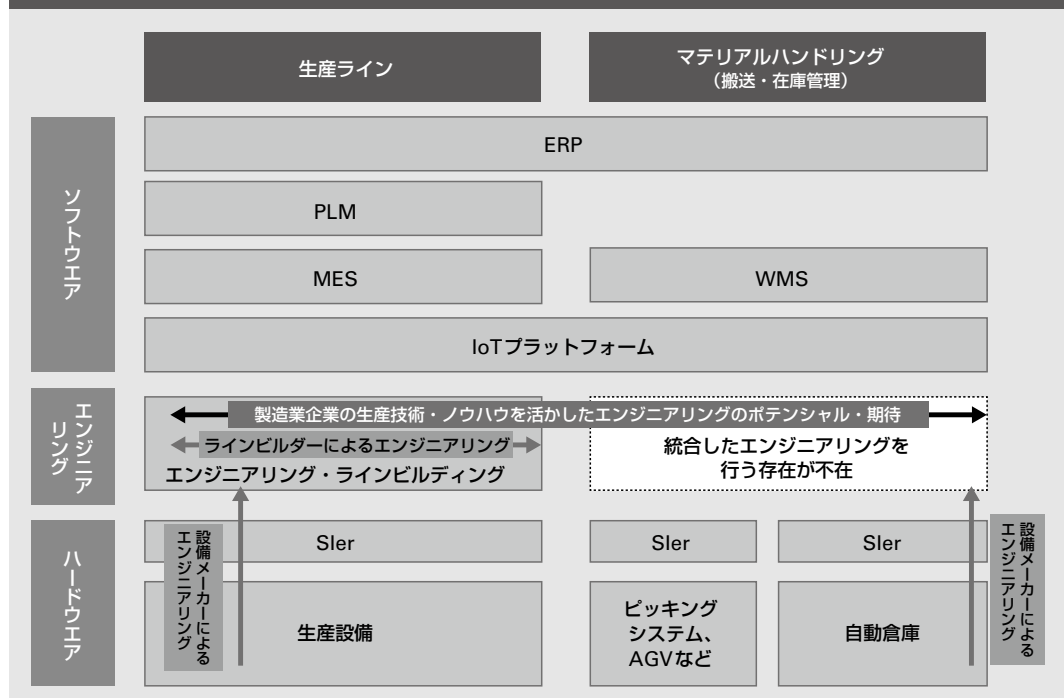 生産ライン
マテリアルハンドリング
（搬送・在庫管理）
ソフトウエア
ERP
PLM
MES
WMS
IoTプラットフォーム
エンジニア
リング
製造業企業の生産技術・ノウハウを活かしたエンジニアリングのポテンシャル・期待
ラインビルダーによるエンジニアリング
エンジニアリング・ラインビルディング
統合したエンジニアリングを
行う存在が不在
ハードウエア
設備メーカーによる
エンジニアリング
SIer
SIer
SIer
設備メーカーによる
エンジニアリング
生産設備
ピッキング
システム、
AGVなど
自動倉庫